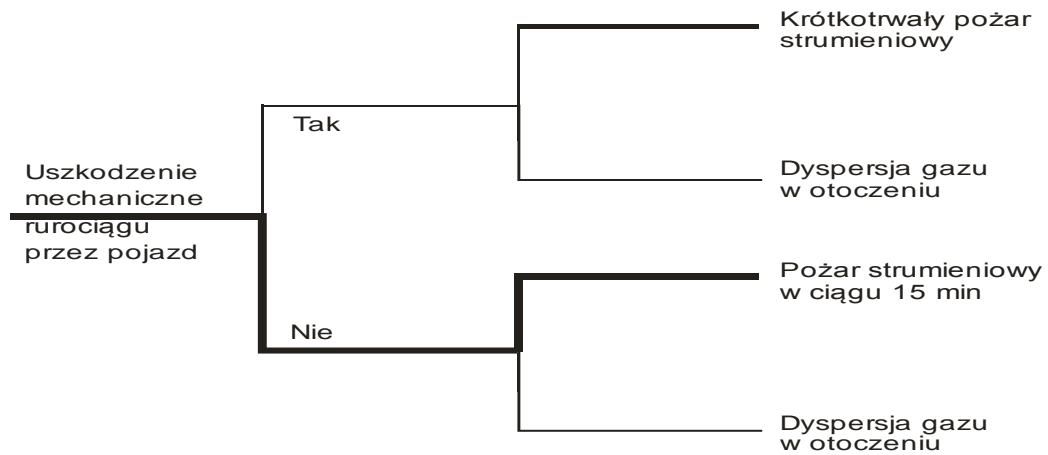 Krótkotrwały pożar
strumieniowy
Tak
Uszkodzenie
mechaniczne
rurociągu
przez pojazd
Dyspersja gazu
w otoczeniu
Pożar strumieniowy
w ciągu 15 min
Nie
Dyspersja gazu
w otoczeniu